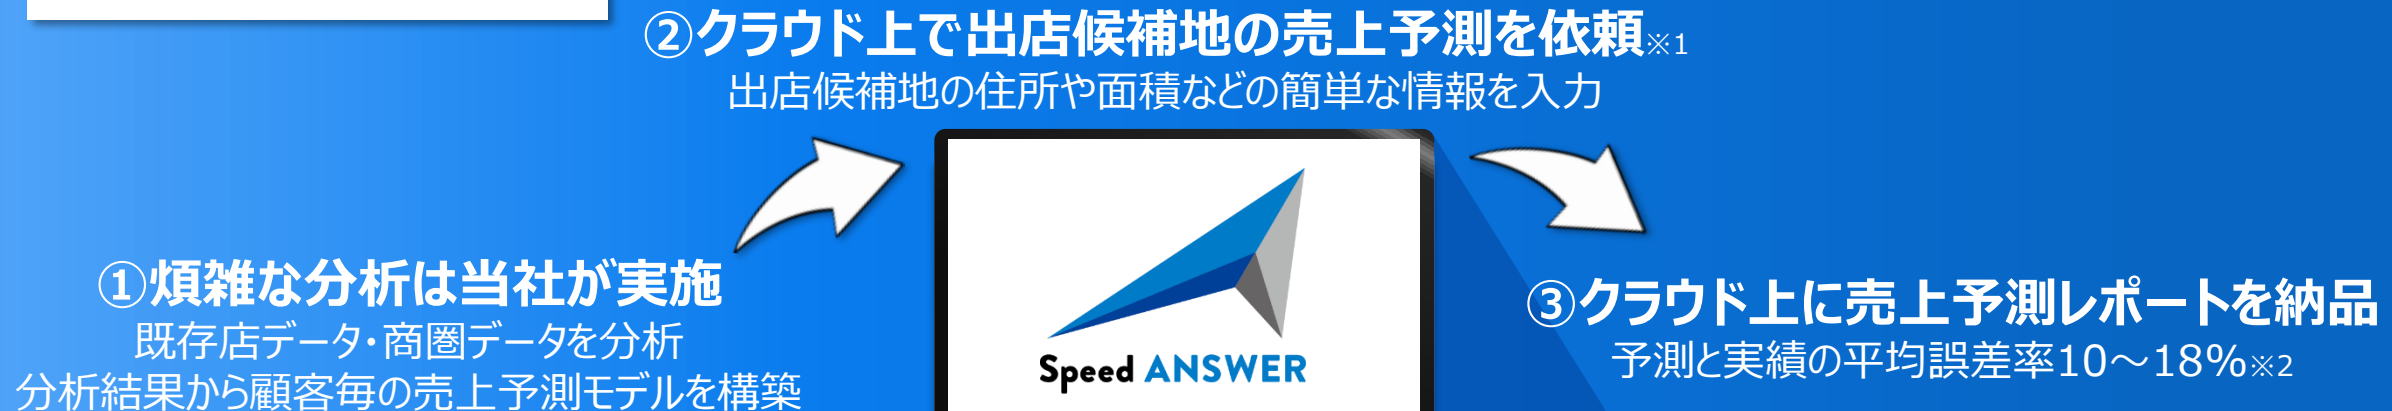 ②クラウド上で出店候補地の売上予測を依頼※1
出店候補地の住所や面積などの簡単な情報を入力
①煩雑な分析は当社が実施
既存店データ・商圏データを分析
分析結果から顧客毎の売上予測モデルを構築
Speed ANSWER
③クラウド上に売上予測レポートを納品
予測と実績の平均誤差率10～18%※2